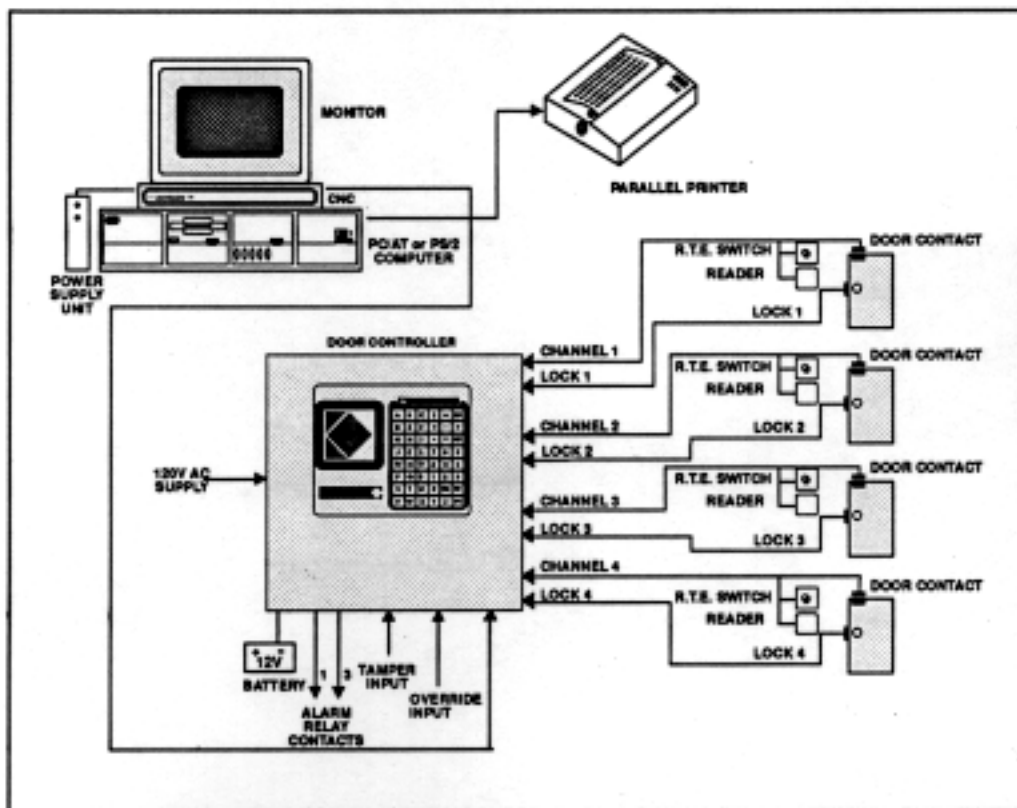 MONITOR
CNC
PC/AT or PS/2
COMPUTER
POWER
SUPPLY
UNIT
PARALLEL PRINTER
DOOR CONTACT
R.T.E. SWITCH
READER
LOCK 1
DOOR CONTROLLER
CHANNEL 1
LOCK 1
DOOR CONTACT
R.T.E. SWITCH
READER
LOCK 2
CHANNEL 2
LOCK 2
120V AC
SUPPLY
DOOR CONTACT
R.T.E. SWITCH
READER
LOCK 3
CHANNEL 3
LOCK 3
CHANNEL 4
LOCK 4
DOOR CONTACT
R.T.E. SWITCH
READER
LOCK 4
+ -
12V
BATTERY
1
3
ALARM
RELAY
CONTACTS
TAMPER
INPUT
OVERRIDE
INPUT